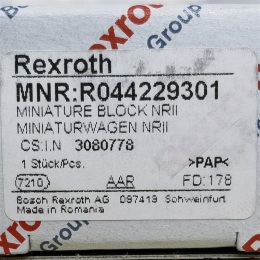 Rexroth
MNR:R044229301
MINIATURE BLOCK NRII
MINIATURWAGEN NRII
CS:I.N 3080778
1 Stück/Pcs. >PAP<
7210 AAR FD:178
Bosch Rexroth AG 097419 Schweinfurt
Made in Romania